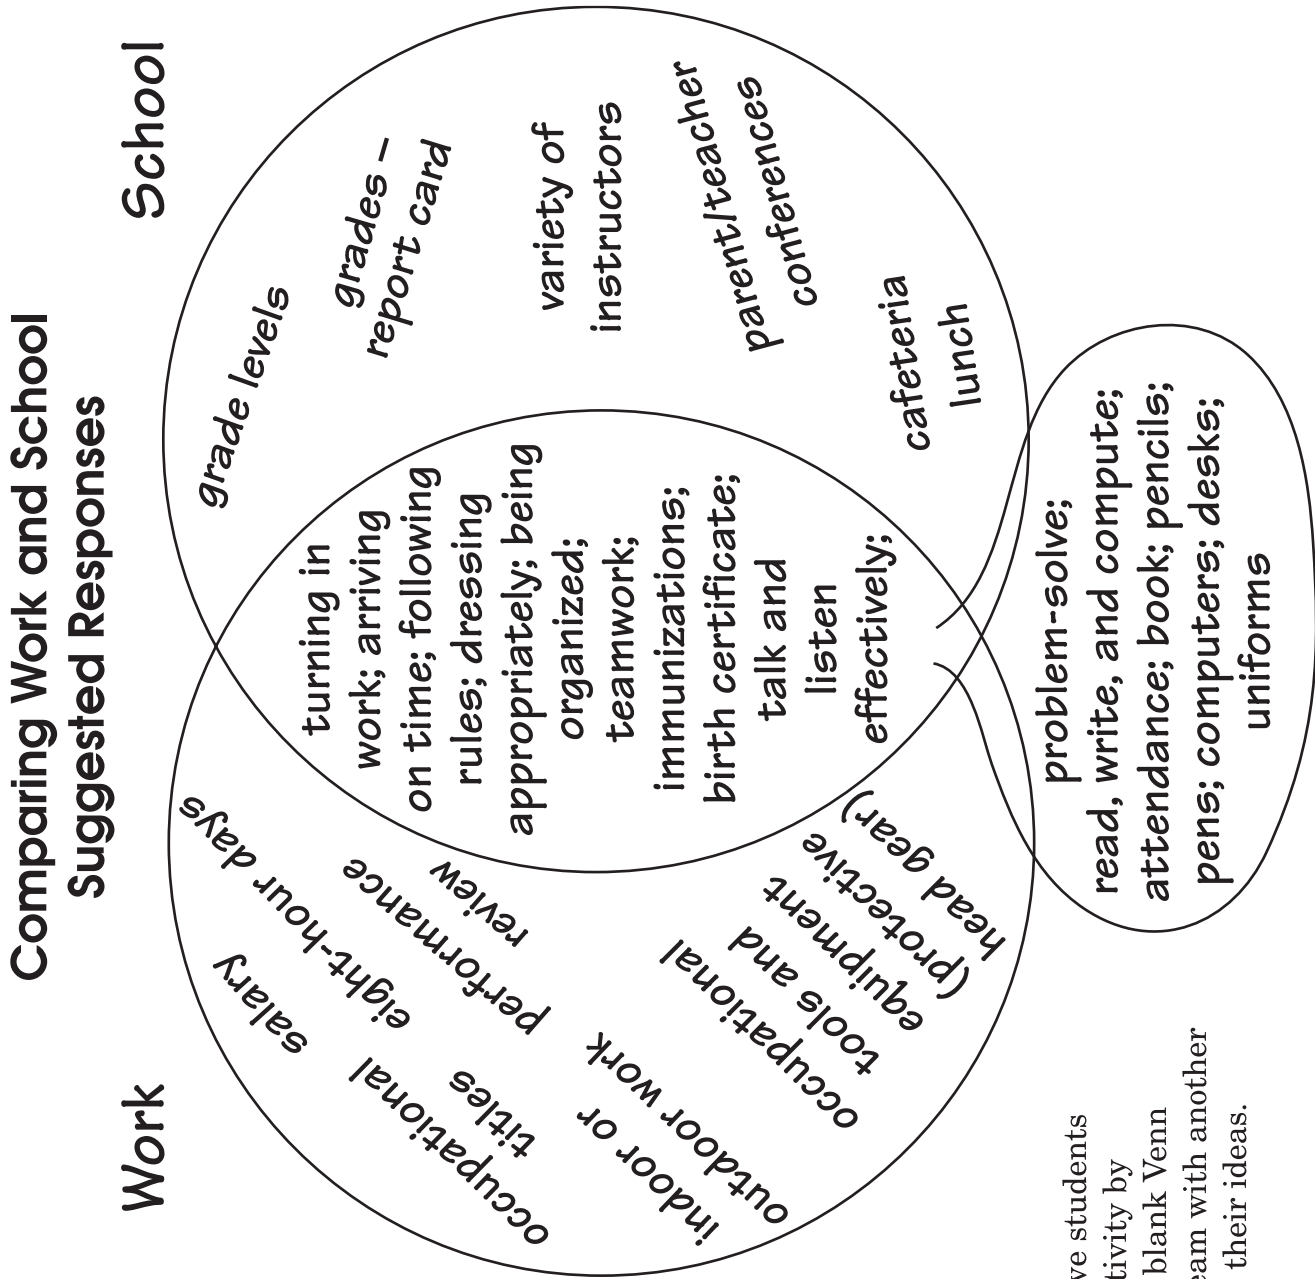 Comparing Work and School
Suggested Responses
Work
School
salary
eight-hour days
performance
review
occupational
titles
indoor or
outdoor work
occupational
tools and
equipment
(protective
head gear)
turning in
work; arriving
on time; following
rules; dressing
appropriately; being
organized;
teamwork;
immunizations;
birth certificate;
talk and
listen
effectively;
problem-solve;
read, write, and compute;
attendance; book; pencils;
pens; computers; desks;
uniforms
grade levels
grades –
report card
variety of
instructors
parent/teacher
conferences
cafeteria
lunch
students
by
blank Venn
with another
their ideas.